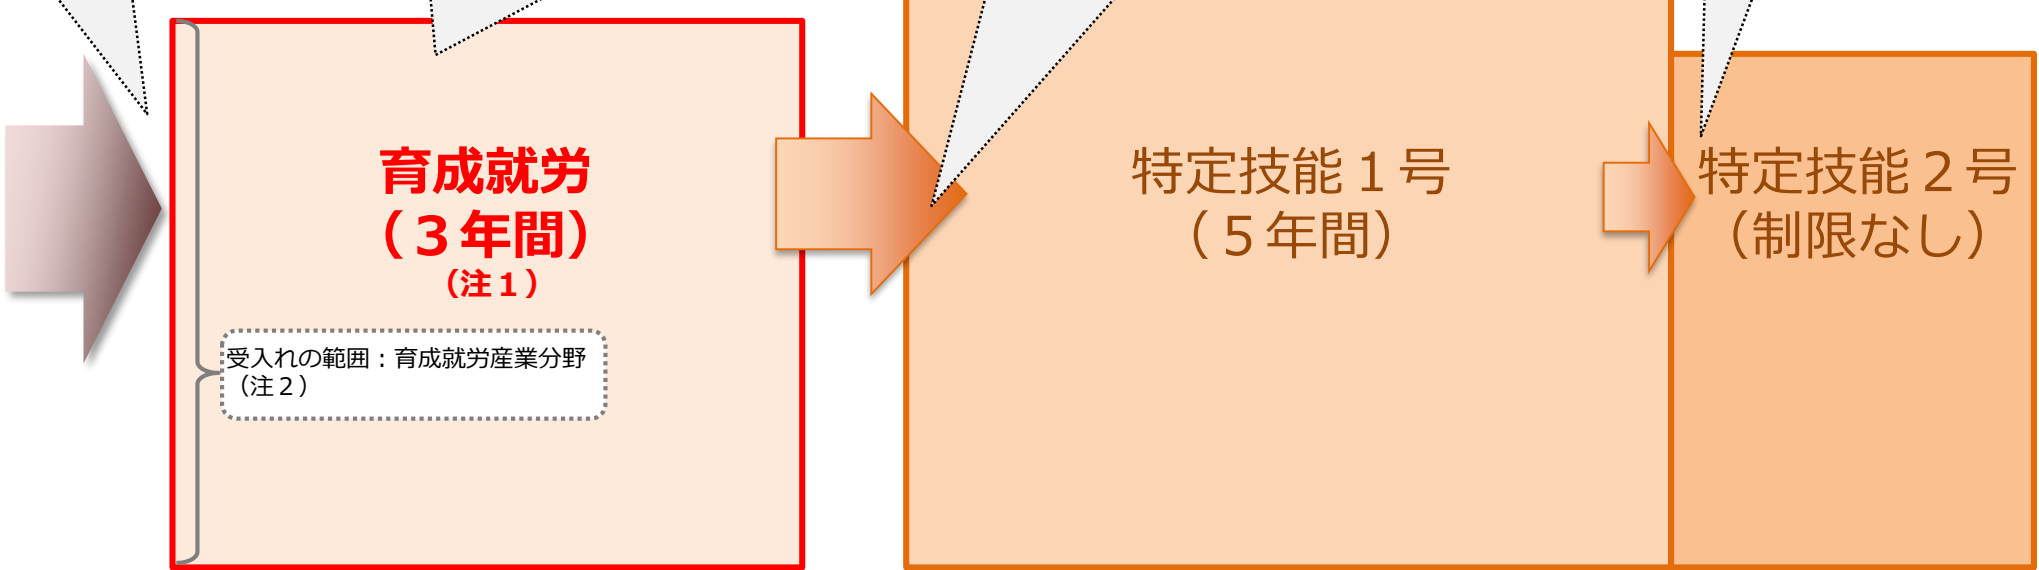 育成就労
（３年間）
（注１）
受入れの範囲：育成就労産業分野
（注２）
特定技能１号
（５年間）
特定技能２号
（制限なし）